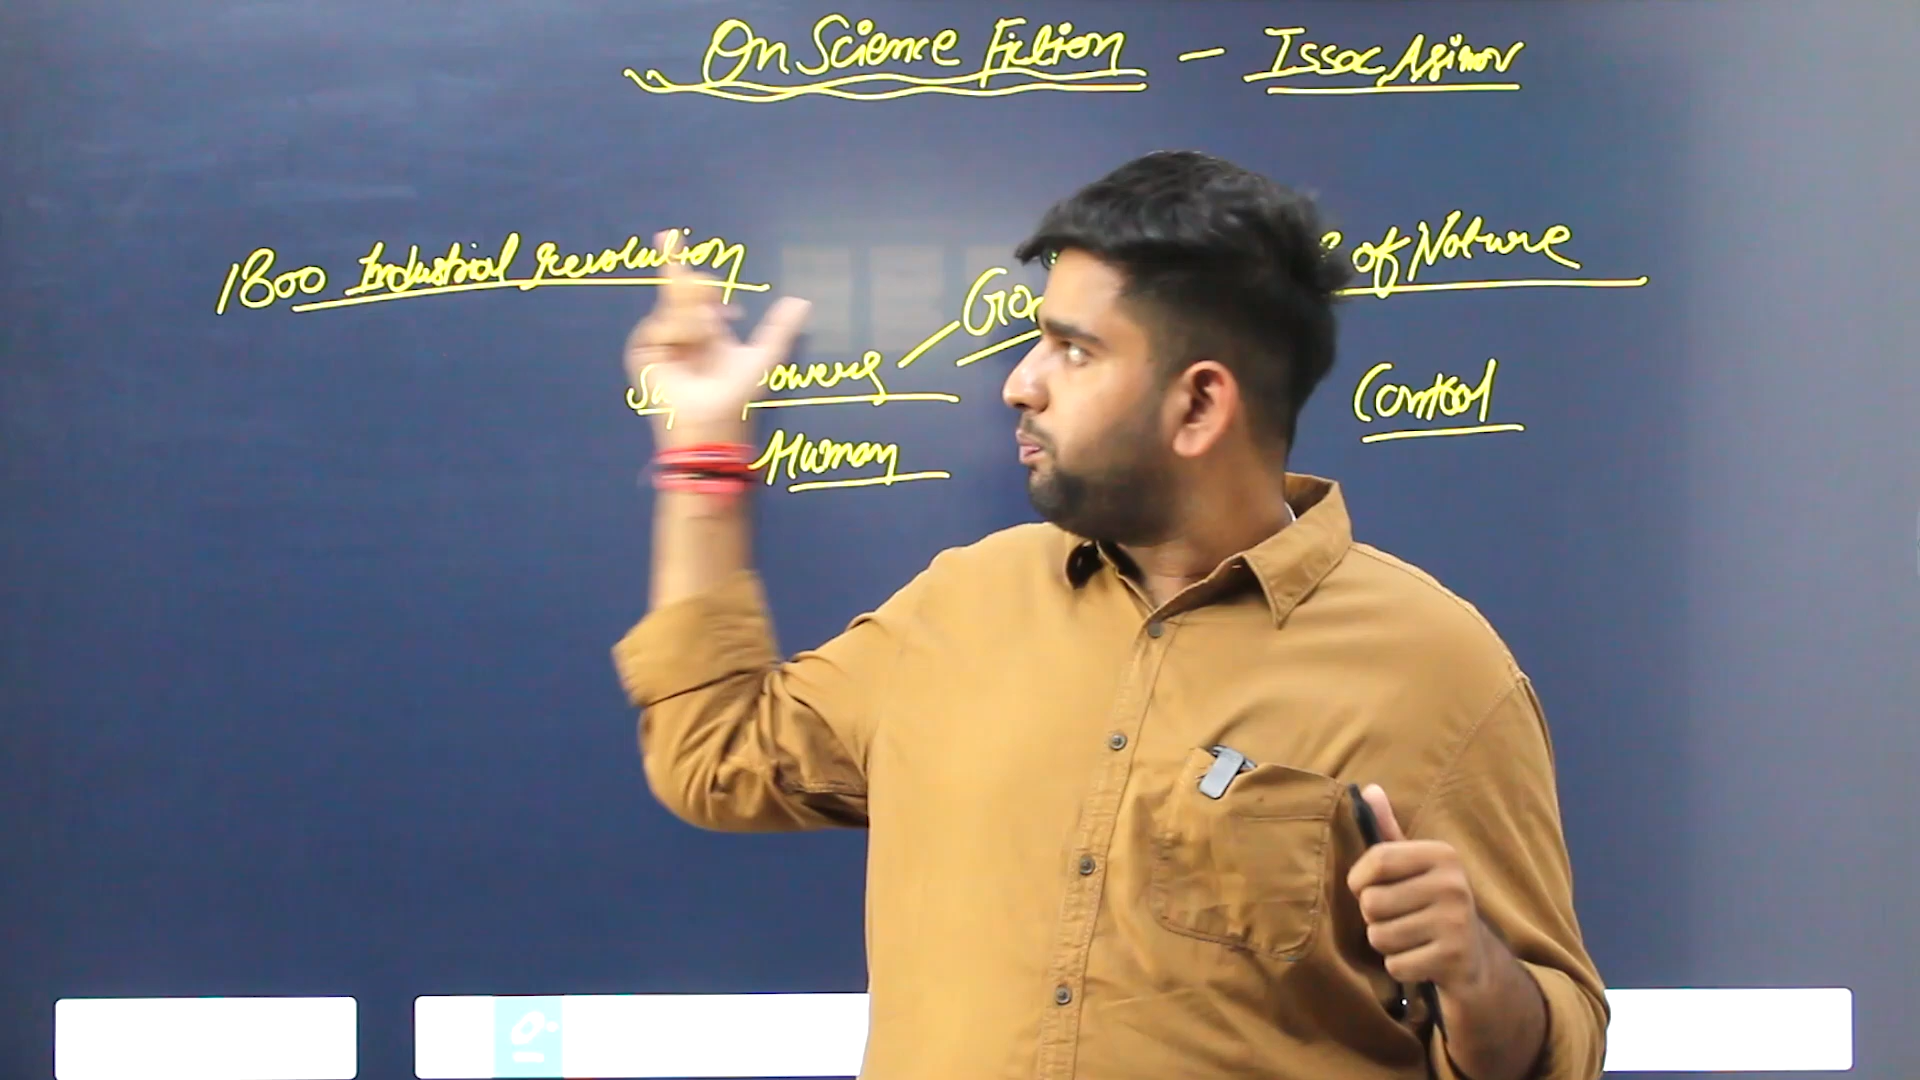 On Science Fiction - Issac Asimov
1800 Industrial revolution
of Nature
Control
Human